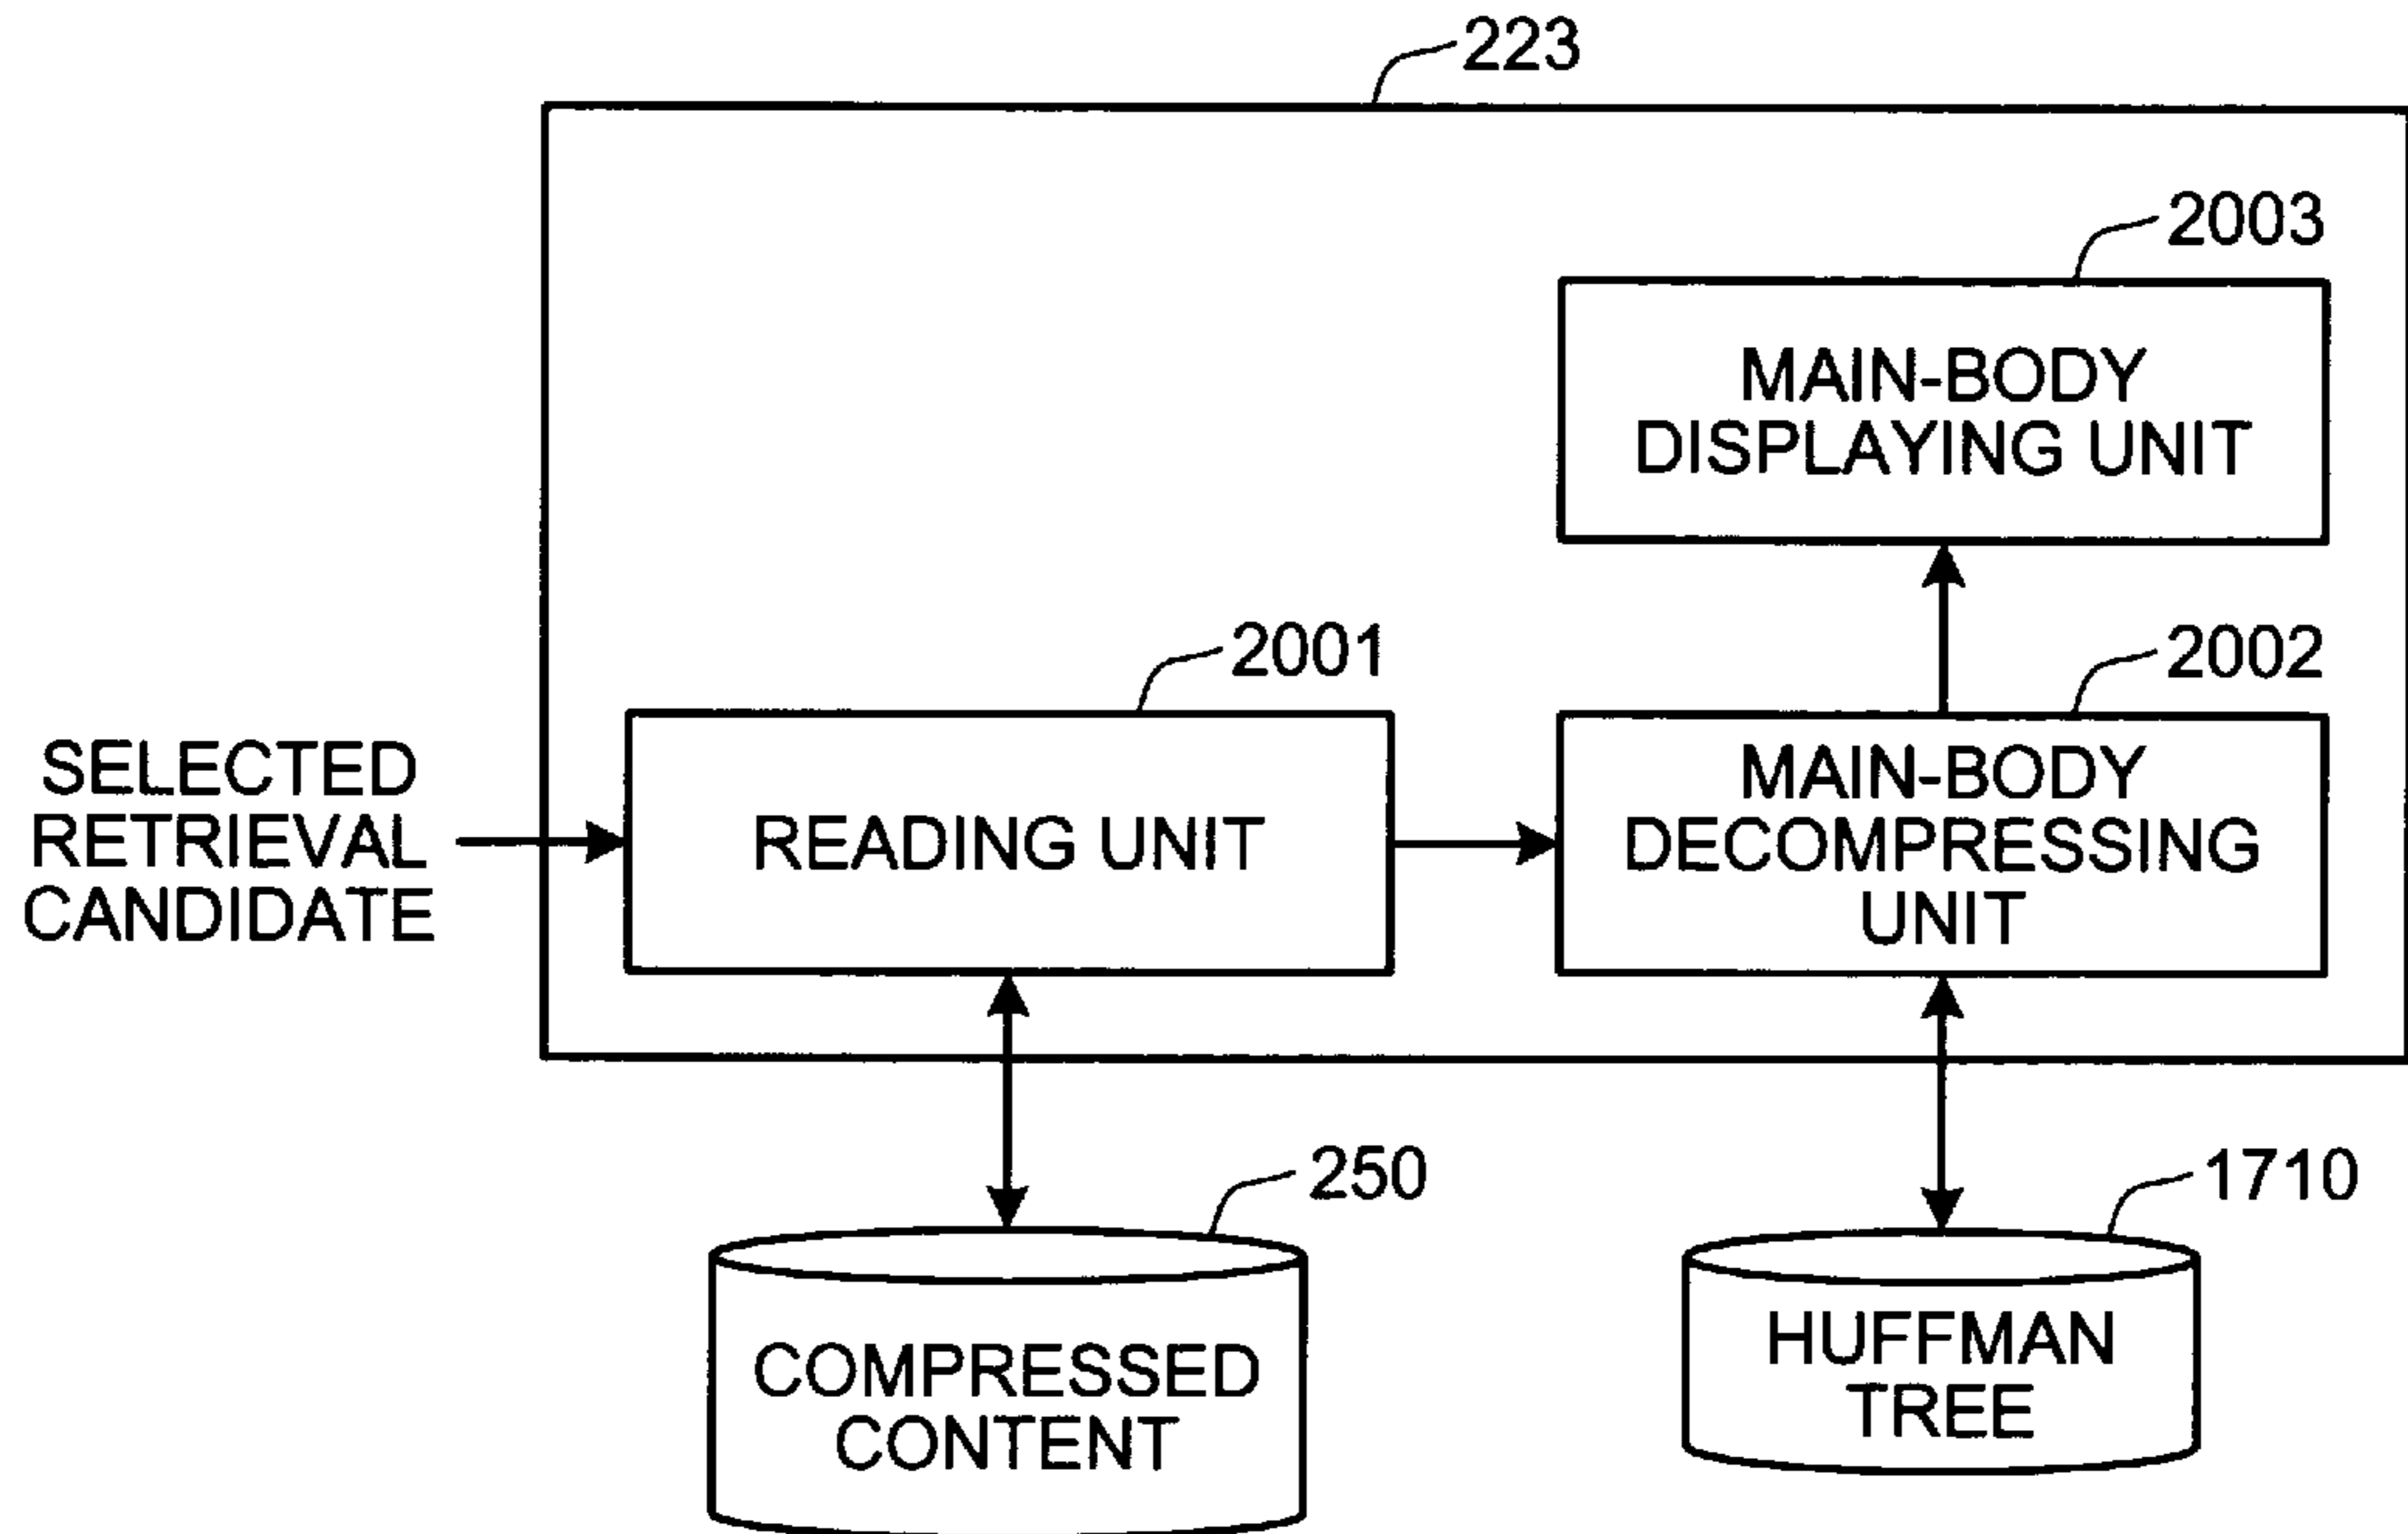 223
2003
MAIN-BODY
DISPLAYING UNIT
2001
2002
SELECTED
RETRIEVAL
CANDIDATE
READING UNIT
MAIN-BODY
DECOMPRESSING
UNIT
250
1710
COMPRESSED
CONTENT
HUFFMAN
TREE